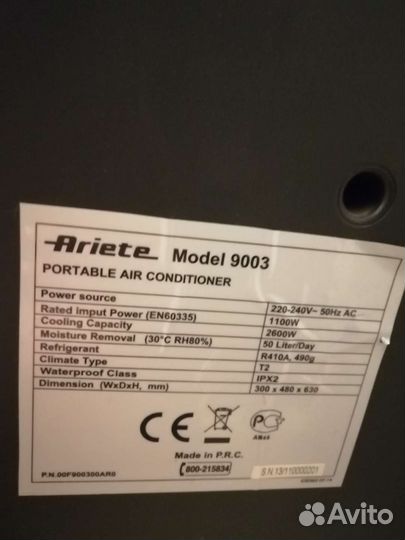 Ariete Model 9003
PORTABLE AIR CONDITIONER
Power source 220-240V~ 50Hz AC
Rated imput Power (EN60335) 1100W
Cooling Capacity 2600W
Moisture Removal (30°C RH80%) 50 Liter/Day
Refrigerant R410A, 490g
Climate Type T2
Waterproof Class IPX2
Dimension (WxDxH, mm) 300 x 480 x 630
CE
Made in P.R.C.
800-215834
P.N.00F900300AR0
S.N.13/110000201
Avito